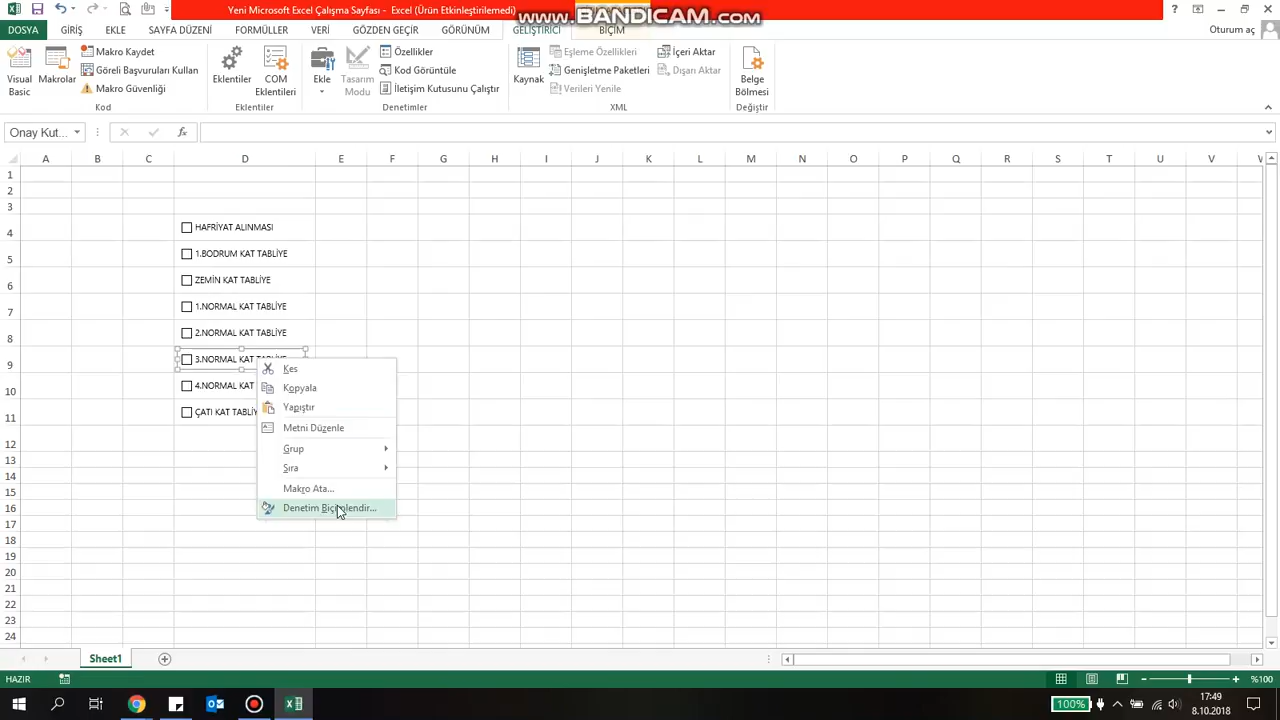 Yeni Microsoft Excel Çalışma Sayfası - Excel (Ürün Etkinleştirilemedi)
www.BANDICAM.com
DOSYA GİRİŞ EKLE SAYFA DÜZENİ FORMÜLLER VERİ GÖZDEN GEÇİR GÖRÜNÜM GELİŞTİRİCİ BİÇİM Oturum aç
Visual Basic
Makrolar
Makro Kaydet
Göreli Başvuruları Kullan
Makro Güvenliği
Kod
Eklentiler
COM Eklentileri
Eklentiler
Ekle
Tasarım Modu
Özellikler
Kod Görüntüle
İletişim Kutusunu Çalıştır
Denetimler
Kaynak
Eşleme Özellikleri
Genişletme Paketleri
Verileri Yenile
İçeri Aktar
Dışarı Aktar
XML
Belge Bölmesi
Değiştir
Onay Kut...
fx
A B C D E F G H I J K L M N O P Q R S T U V
1
2
3
4 HAFRİYAT ALINMASI
5 1.BODRUM KAT TABLİYE
6 ZEMİN KAT TABLİYE
7 1.NORMAL KAT TABLİYE
8 2.NORMAL KAT TABLİYE
9 3.NORMAL KAT TABLİYE
10 4.NORMAL KAT
11 ÇATI KAT TABLİY
12
13
14
15
16
17
18
19
20
21
22
23
24
Kes
Kopyala
Yapıştır
Metni Düzenle
Grup
Sıra
Makro Ata...
Denetim Biçimlendir...
Sheet1
HAZIR
%100
100%
17:49
8.10.2018